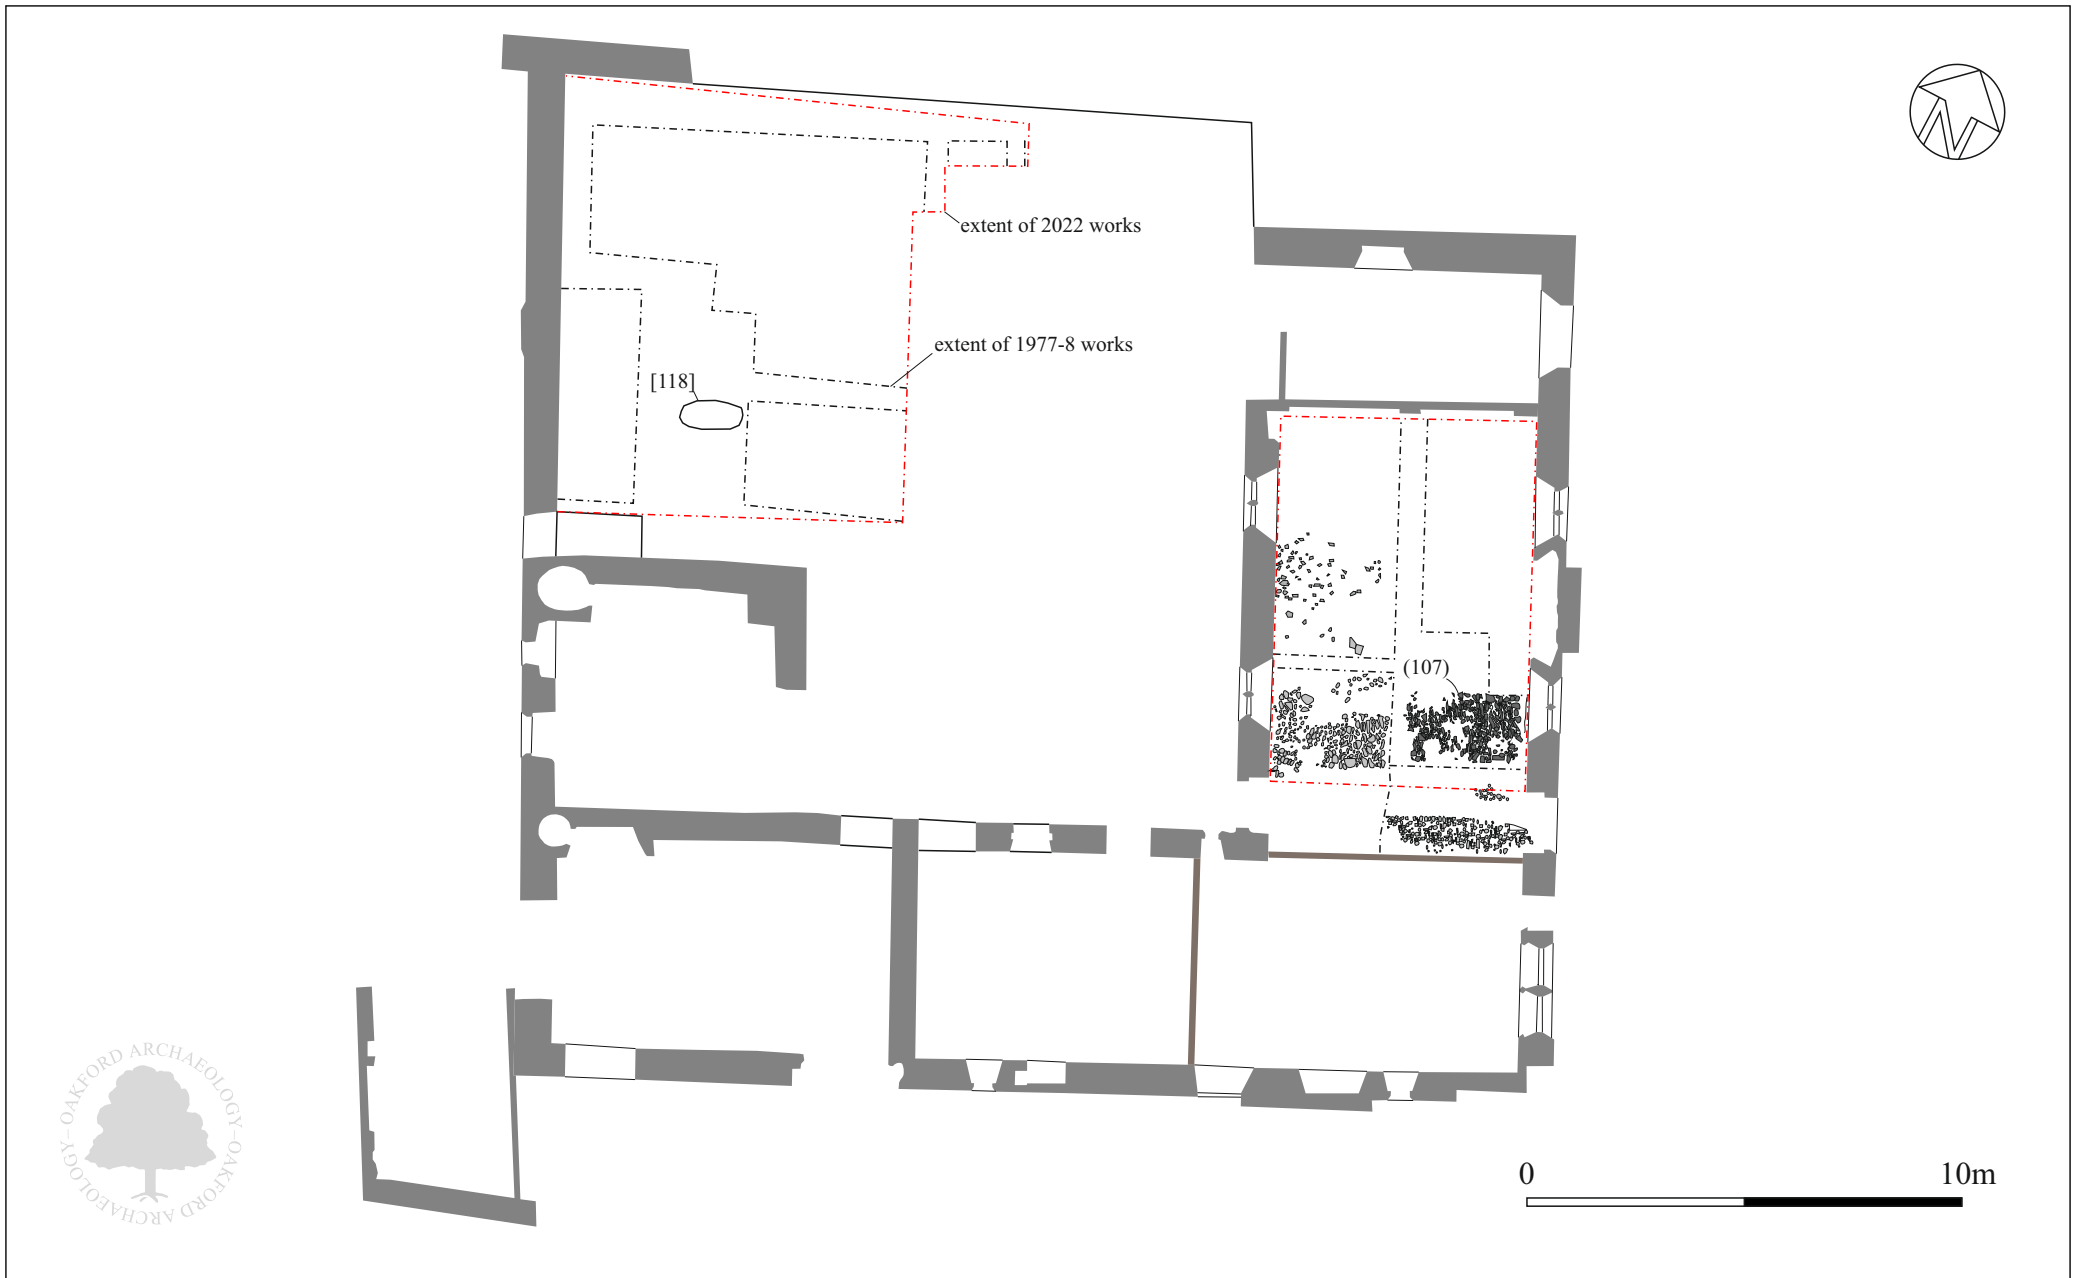 extent of 2022 works
extent of 1977-8 works
[118]
(107)
OAKFORD ARCHAEOLOGY–OAKFORD ARCHAEOLOGY–
0 10m